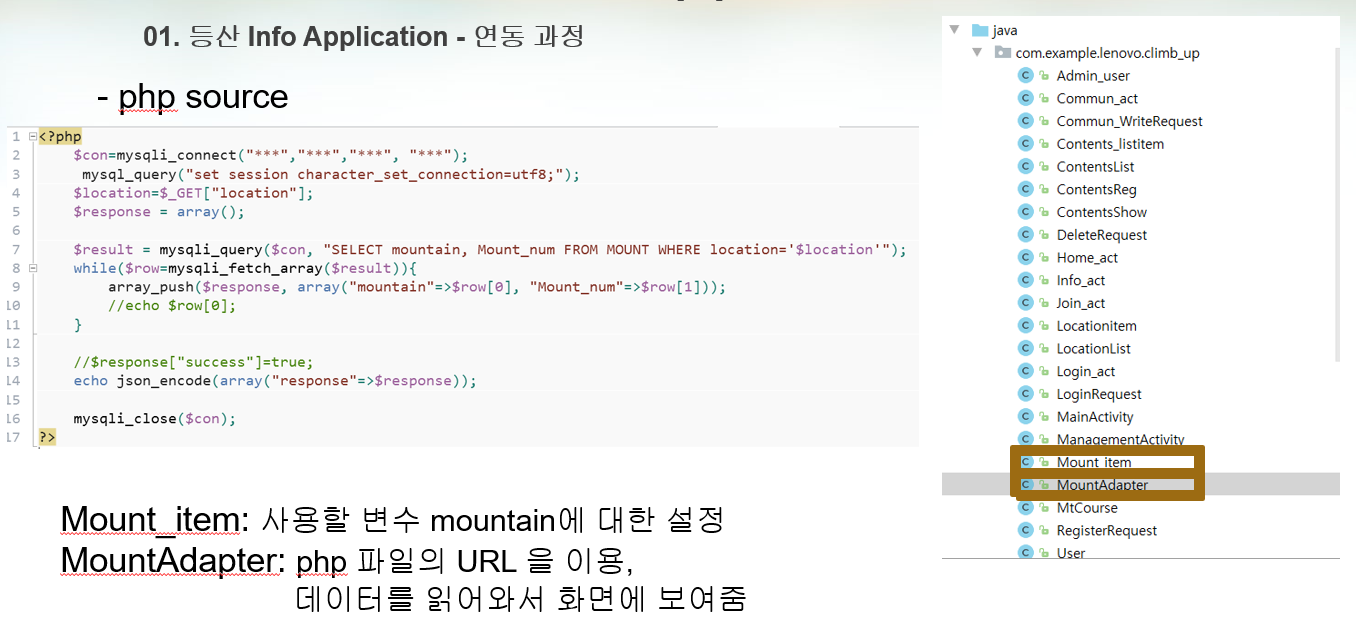 01. 등산 Info Application - 연동 과정
- php source
1 <?php
2 $con=mysqli_connect("***","***","***", "***");
3 mysql_query("set session character_set_connection=utf8;");
4 $location=$_GET["location"];
5 $response = array();
6
7 $result = mysqli_query($con, "SELECT mountain, Mount_num FROM MOUNT WHERE location='$location'");
8 while($row=mysqli_fetch_array($result)){
9 array_push($response, array("mountain"=>$row[0], "Mount_num"=>$row[1]));
10 //echo $row[0];
11 }
12
13 //$response["success"]=true;
14 echo json_encode(array("response"=>$response));
15
16 mysqli_close($con);
17 ?>
Mount_item: 사용할 변수 mountain에 대한 설정
MountAdapter: php 파일의 URL 을 이용,
데이터를 읽어와서 화면에 보여줌
java
com.example.lenovo.climb_up
C Admin_user
C Commun_act
C Commun_WriteRequest
C Contents_listitem
C ContentsList
C ContentsReg
C ContentsShow
C DeleteRequest
C Home_act
C Info_act
C Join_act
C Locationitem
C LocationList
C Login_act
C LoginRequest
C MainActivity
C ManagementActivity
C Mount_item
C MountAdapter
C MtCourse
C RegisterRequest
C User